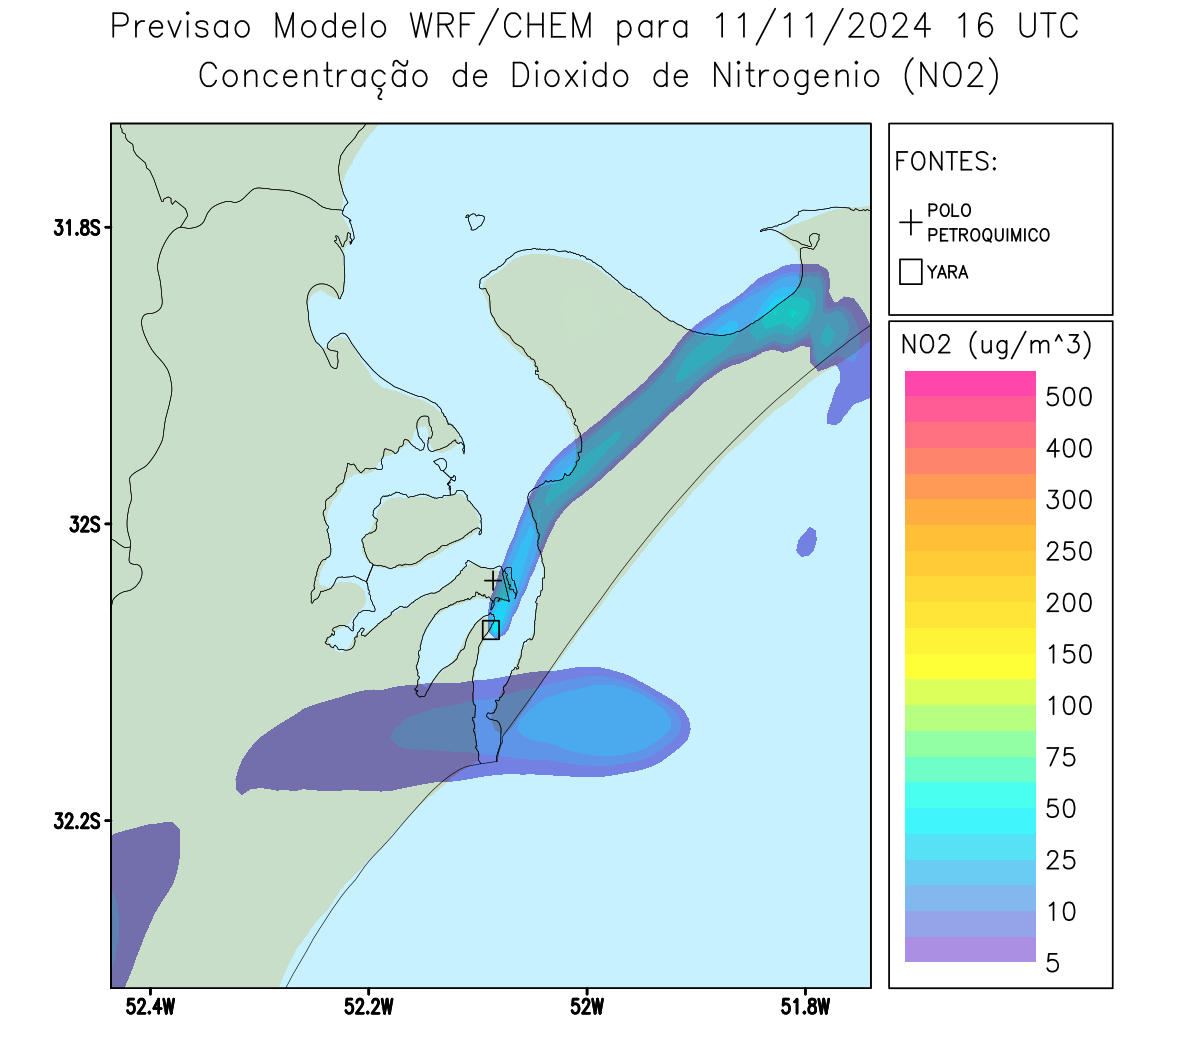 Previsao Modelo WRF/CHEM para 11/11/2024 16 UTC
Concentração de Dioxido de Nitrogenio (NO2)
FONTES:
POLO
PETROQUIMICO
YARA
NO2 (ug/m^3)
500
400
300
250
200
150
100
75
50
25
10
5
31.8S
32S
32.2S
52.4W
52.2W
52W
51.8W